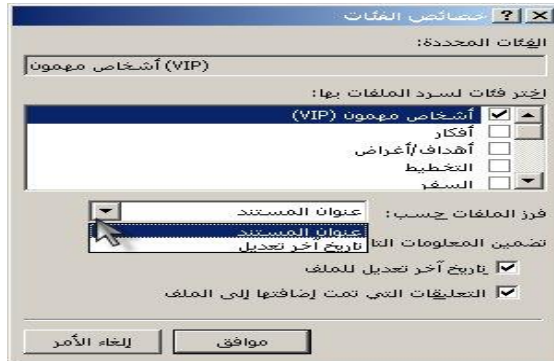 خصائص الفئات
الفئات المحددة:
أشخاص مهمون (VIP)
اختر فئات لسرد الملفات بها:
أشخاص مهمون (VIP)
أفكار
أهداف/أغراض
التخطيط
السفر
فرز الملفات حسب: عنوان المستند
عنوان المستند
تاريخ آخر تعديل
تضمين المعلومات التا
تاريخ آخر تعديل للملف
التعليقات التي تمت إضافتها إلى الملف
موافق
إلغاء الأمر